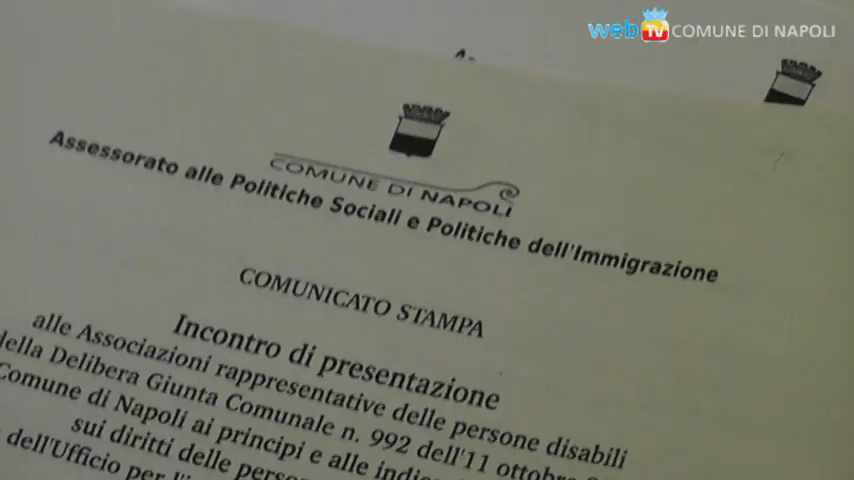 web TV COMUNE DI NAPOLI
COMUNE DI NAPOLI
Assessorato alle Politiche Sociali e Politiche dell'Immigrazione
COMUNICATO STAMPA
Incontro di presentazione
alle Associazioni rappresentative delle persone disabili
della Delibera Giunta Comunale n. 992 dell'11 ottobre
Comune di Napoli ai principi e alle
sui diritti delle
dell'Ufficio per